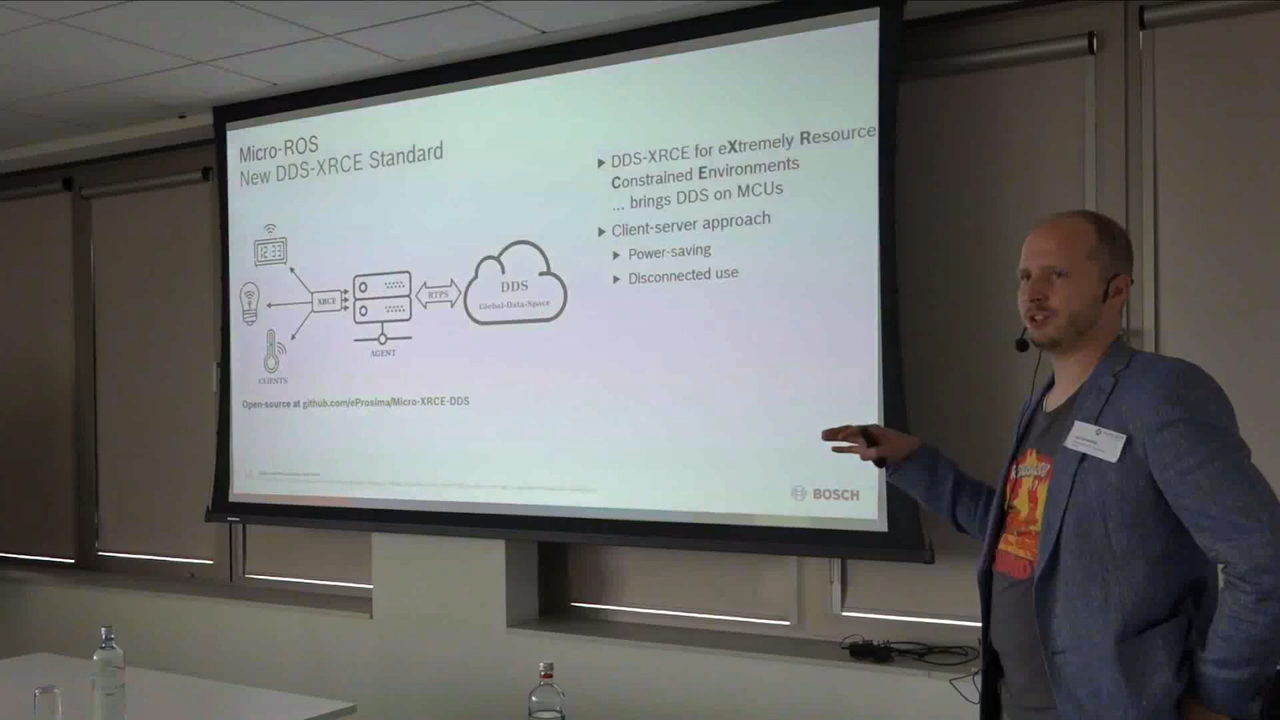 Micro-ROS
New DDS-XRCE Standard
12:33
XRCE
RTPS
DDS
Global-Data-Space
AGENT
CLIENTS
Open-source at github.com/eProsima/Micro-XRCE-DDS
▶ DDS-XRCE for eXtremely Resource
Constrained Environments
... brings DDS on MCUs
▶ Client-server approach
▶ Power-saving
▶ Disconnected use
BOSCH